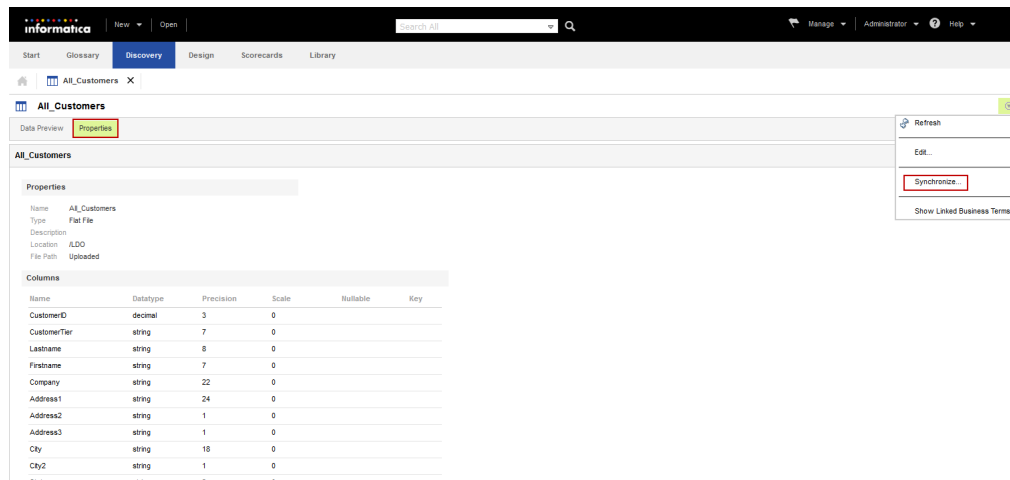 informatica New Open Search All Manage Administrator Help
Start Glossary Discovery Design Scorecards Library
All_Customers X
All_Customers
Data Preview Properties
Refresh
Edit...
Synchronize...
Show Linked Business Terms
All_Customers
Properties
Name All_Customers
Type Flat File
Description
Location /LDO
File Path Uploaded
Columns
Name Datatype Precision Scale Nullable Key
CustomerID decimal 3 0
CustomerTier string 7 0
Lastname string 8 0
Firstname string 7 0
Company string 22 0
Address1 string 24 0
Address2 string 1 0
Address3 string 1 0
City string 18 0
City2 string 1 0